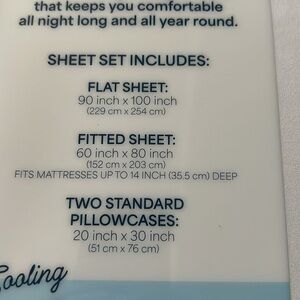 that keeps you comfortable
all night long and all year round.
SHEET SET INCLUDES:
FLAT SHEET:
90 inch x 100 inch
(229 cm x 254 cm)
FITTED SHEET:
60 inch x 80 inch
(152 cm x 203 cm)
FITS MATTRESSES UP TO 14 INCH (35.5 cm) DEEP
TWO STANDARD
PILLOWCASES:
20 inch x 30 inch
(51 cm x 76 cm)
Cooling